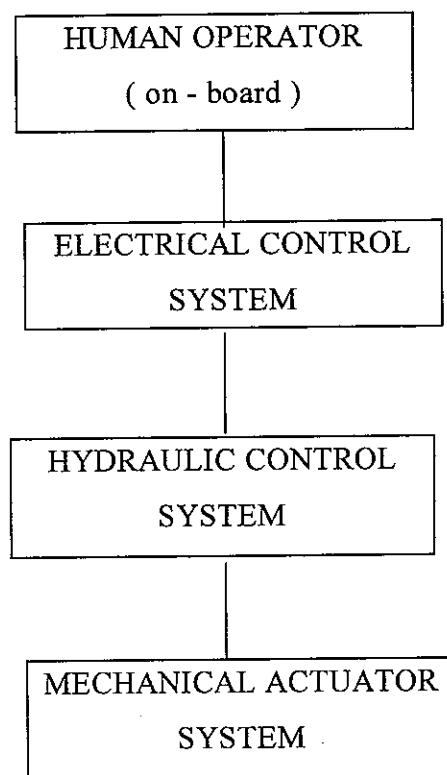 HUMAN OPERATOR
( on - board )
ELECTRICAL CONTROL
SYSTEM
HYDRAULIC CONTROL
SYSTEM
MECHANICAL ACTUATOR
SYSTEM